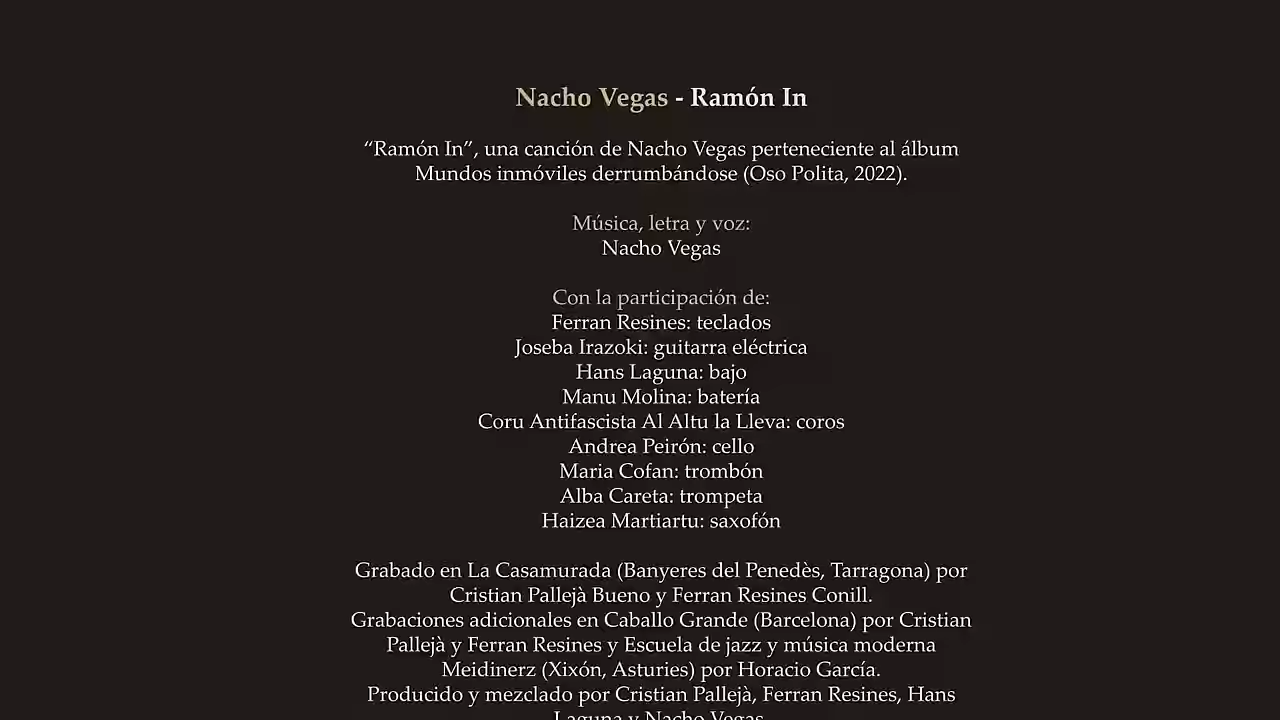 Nacho Vegas - Ramón In
“Ramón In”, una canción de Nacho Vegas perteneciente al álbum
Mundos inmóviles derrumbándose (Oso Polita, 2022).
Música, letra y voz:
Nacho Vegas
Con la participación de:
Ferran Resines: teclados
Joseba Irazoki: guitarra eléctrica
Hans Laguna: bajo
Manu Molina: batería
Coru Antifascista Al Altu la Lleva: coros
Andrea Peirón: cello
Maria Cofan: trombón
Alba Careta: trompeta
Haizea Martiartu: saxofón
Grabado en La Casamurada (Banyeres del Penedès, Tarragona) por
Cristian Pallejà Bueno y Ferran Resines Conill.
Grabaciones adicionales en Caballo Grande (Barcelona) por Cristian
Pallejà y Ferran Resines y Escuela de jazz y música moderna
Meidinerz (Xixón, Asturies) por Horacio García.
Producido y mezclado por Cristian Pallejà, Ferran Resines, Hans
Laguna y Nacho Vegas.